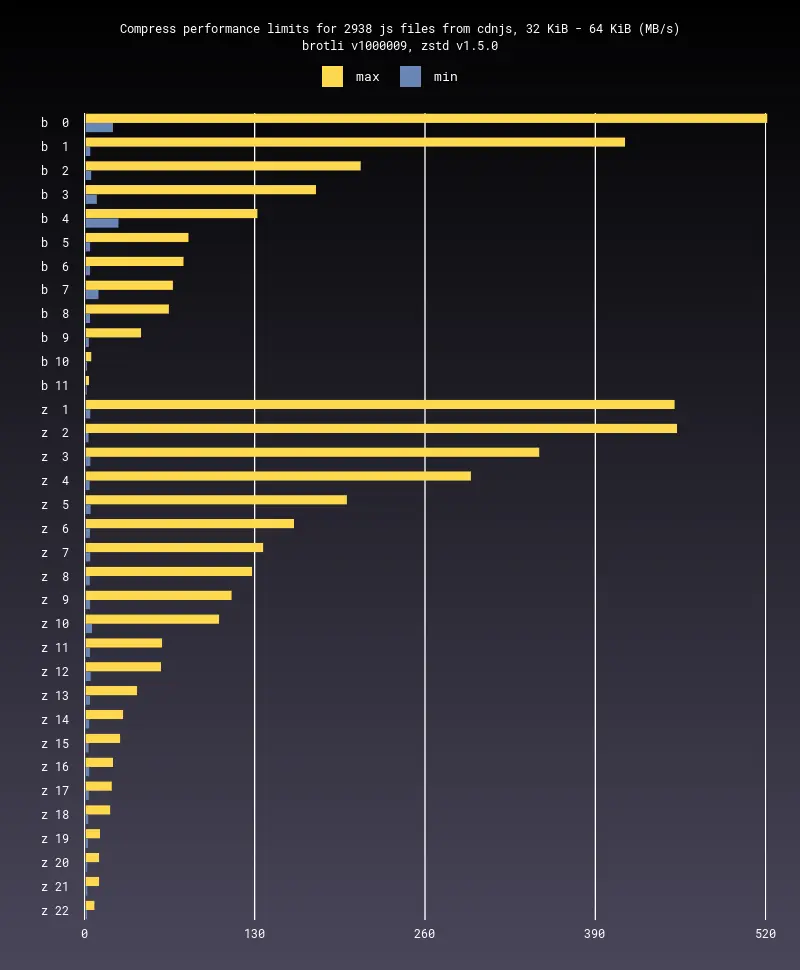 Compress performance limits for 2938 js files from cdnjs, 32 KiB - 64 KiB (MB/s)
brotli v1000009, zstd v1.5.0
max min
b 0
b 1
b 2
b 3
b 4
b 5
b 6
b 7
b 8
b 9
b 10
b 11
z 1
z 2
z 3
z 4
z 5
z 6
z 7
z 8
z 9
z 10
z 11
z 12
z 13
z 14
z 15
z 16
z 17
z 18
z 19
z 20
z 21
z 22
0 130 260 390 520